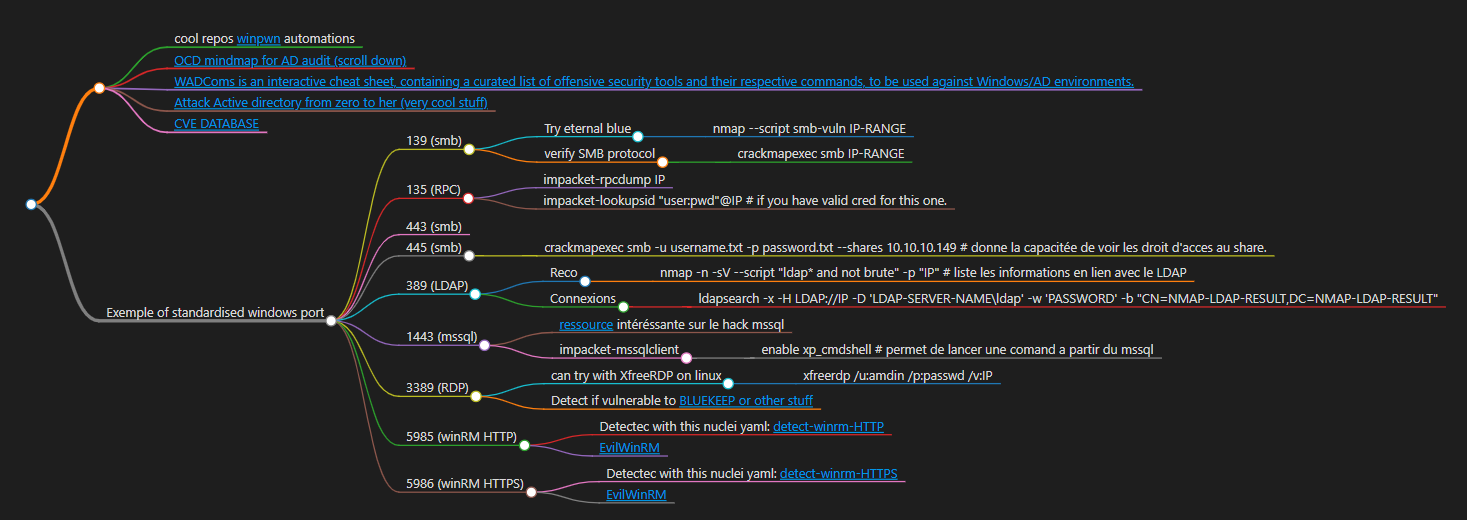 cool repos winpwn automations
OCD mindmap for AD audit (scroll down)
WADComs is an interactive cheat sheet, containing a curated list of offensive security tools and their respective commands, to be used against Windows/AD environments.
Attack Active directory from zero to her (very cool stuff)
CVE DATABASE
Exemple of standardised windows port
139 (smb)
Try eternal blue
nmap --script smb-vuln IP-RANGE
verify SMB protocol
crackmapexec smb IP-RANGE
135 (RPC)
impacket-rpcdump IP
impacket-lookupsid "user:pwd"@IP # if you have valid cred for this one.
443 (smb)
445 (smb)
crackmapexec smb -u username.txt -p password.txt --shares 10.10.10.149 # donne la capacitée de voir les droit d'acces au share.
389 (LDAP)
Reco
nmap -n -sV --script "ldap* and not brute" -p "IP" # liste les informations en lien avec le LDAP
Connexions
ldapsearch -x -H LDAP://IP -D 'LDAP-SERVER-NAME\ldap' -w 'PASSWORD' -b "CN=NMAP-LDAP-RESULT,DC=NMAP-LDAP-RESULT"
1443 (mssql)
ressource intéréssante sur le hack mssql
impacket-mssqlclient
enable xp_cmdshell # permet de lancer une comand a partir du mssql
3389 (RDP)
can try with XfreeRDP on linux
xfreerdp /u:amdin /p:passwd /v:IP
Detect if vulnerable to BLUEKEEP or other stuff
5985 (winRM HTTP)
Detectec with this nuclei yaml: detect-winrm-HTTP
EvilWinRM
5986 (winRM HTTPS)
Detectec with this nuclei yaml: detect-winrm-HTTPS
EvilWinRM